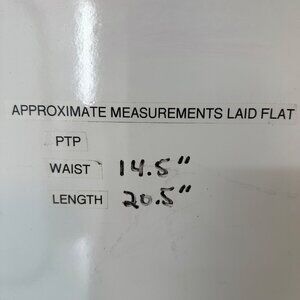 APPROXIMATE MEASUREMENTS LAID FLAT
PTP
WAIST 14.5"
LENGTH 20.5"